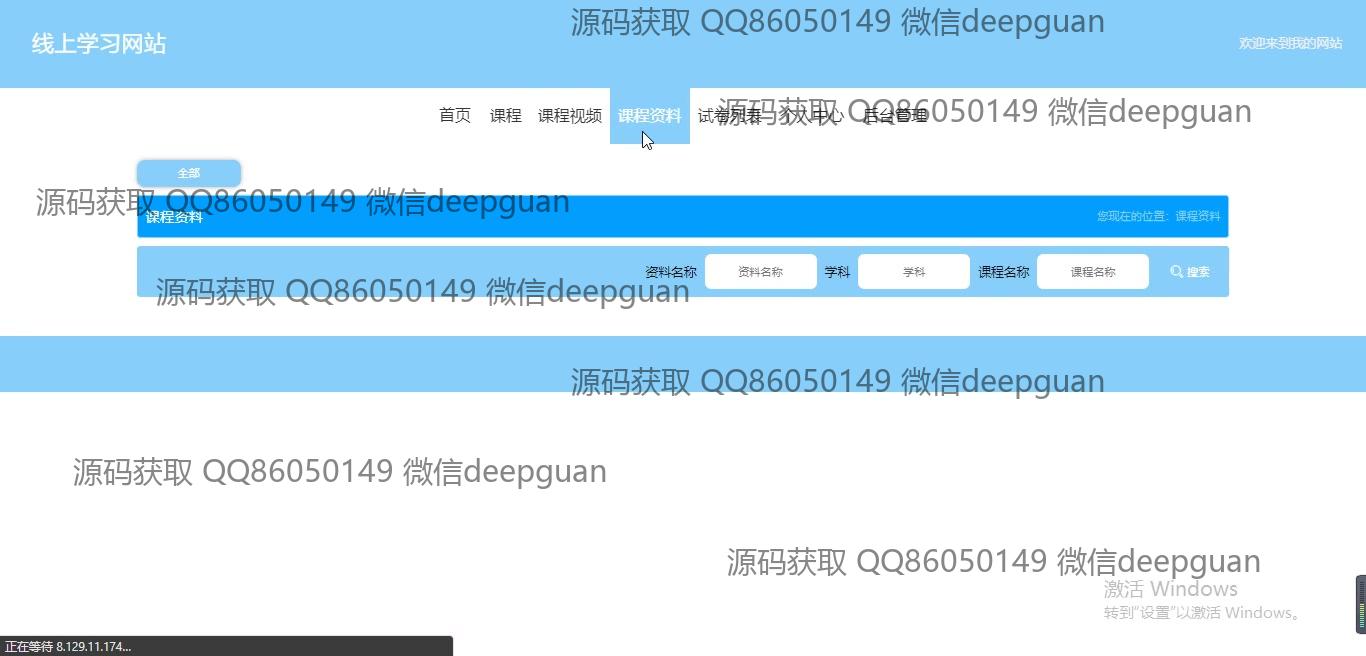 源码获取 QQ86050149 微信deepguan
线上学习网站
欢迎来到我的网站
首页 课程 课程视频 课程资料 试卷列表 个人中心 后台管理
源码获取 QQ86050149 微信deepguan
全部
源码获取 QQ86050149 微信deepguan
课程资料
您现在的位置: 课程资料
资料名称 资料名称 学科 学科 课程名称 课程名称 搜索
源码获取 QQ86050149 微信deepguan
源码获取 QQ86050149 微信deepguan
源码获取 QQ86050149 微信deepguan
源码获取 QQ86050149 微信deepguan
激活 Windows
转到"设置"以激活 Windows。
正在等待 8.129.11.174...